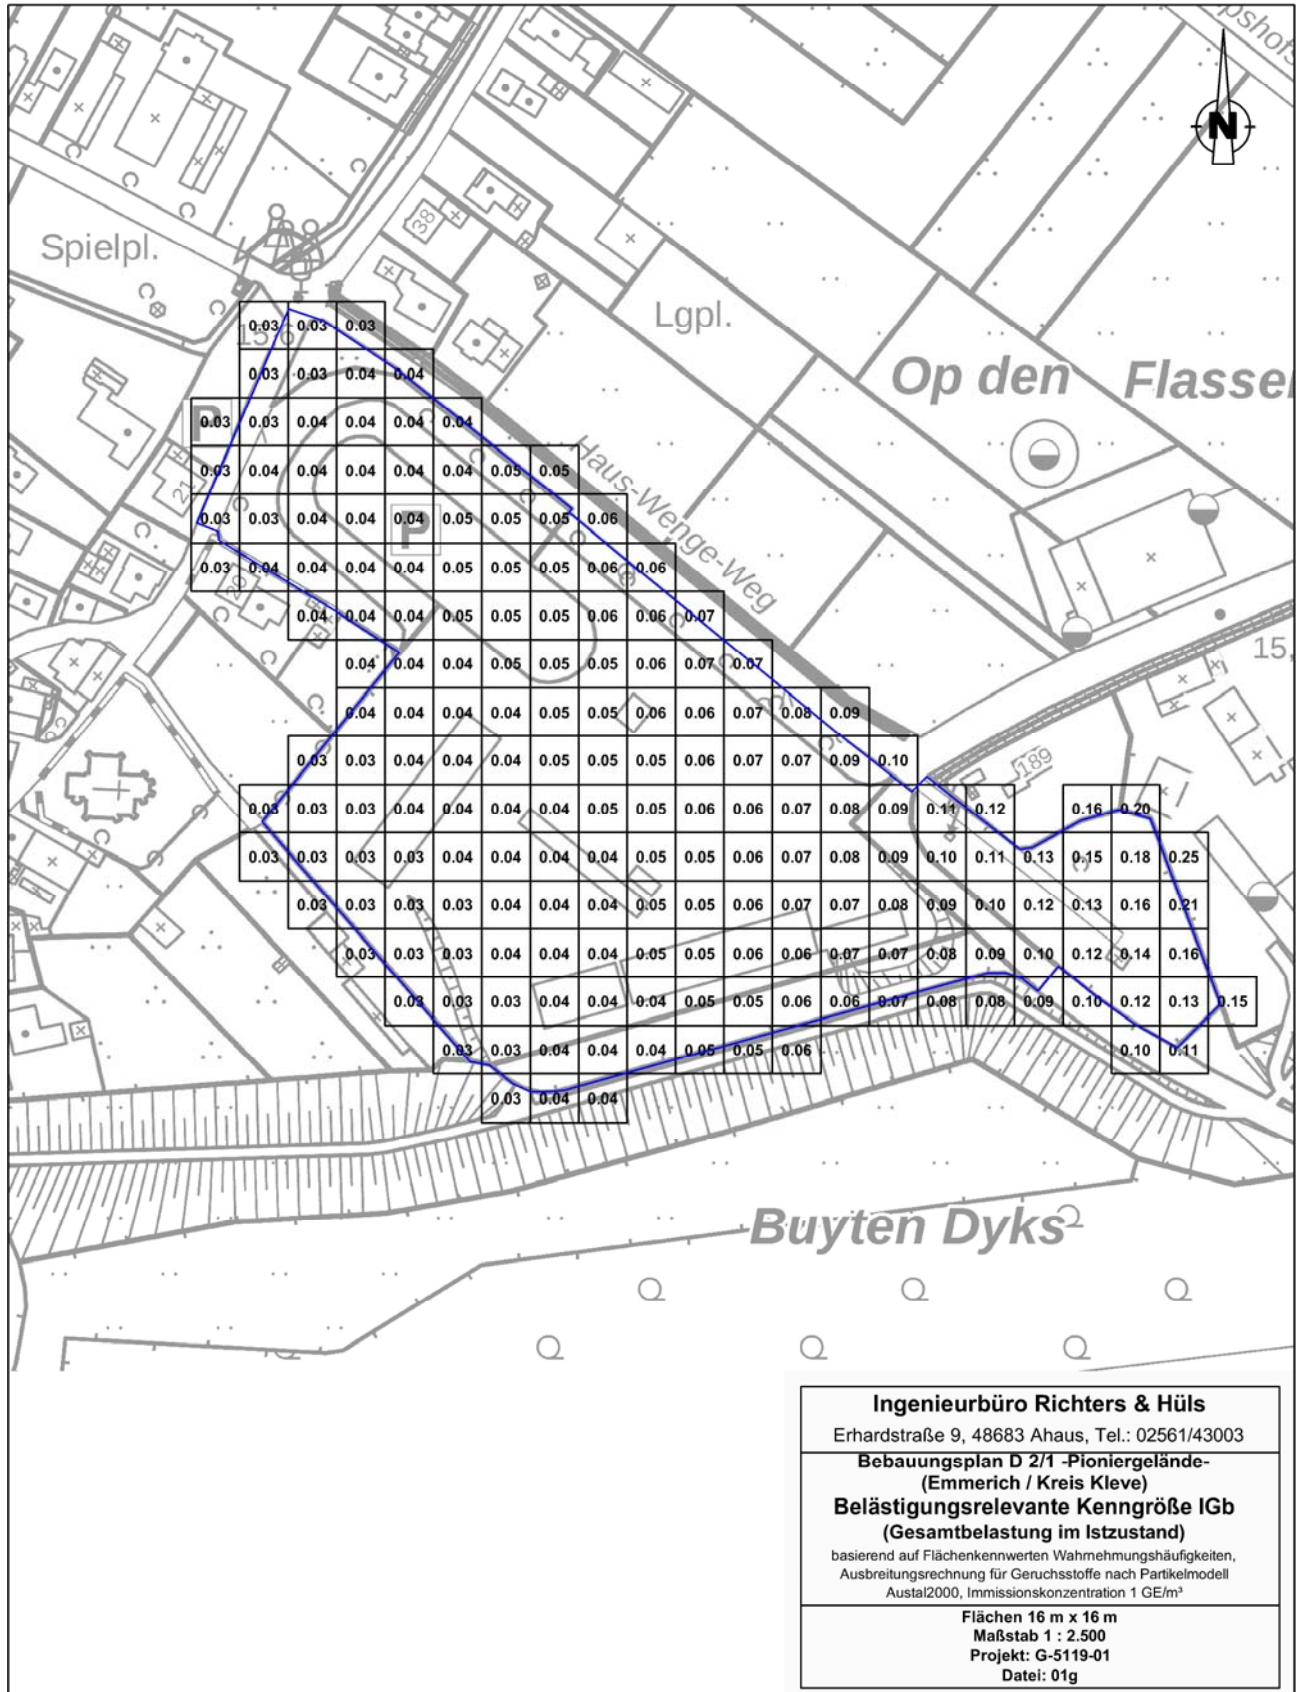 pshofs
N
38
Spielpl.
Lgpl.
15,6
Op den Flassel
Haus-Wenge-Weg
P
21
P
20
15,
189
0.03 0.03 0.03
0.03 0.03 0.04 0.04
0.03 0.03 0.04 0.04 0.04 0.04
0.03 0.04 0.04 0.04 0.04 0.04 0.05 0.05
0.03 0.03 0.04 0.04 0.04 0.05 0.05 0.05 0.06
0.03 0.04 0.04 0.04 0.04 0.05 0.05 0.05 0.06 0.06
0.04 0.04 0.04 0.05 0.05 0.05 0.06 0.06 0.07
0.04 0.04 0.04 0.05 0.05 0.05 0.06 0.07 0.07
0.04 0.04 0.04 0.04 0.05 0.05 0.06 0.06 0.07 0.08 0.09
0.03 0.03 0.04 0.04 0.04 0.05 0.05 0.05 0.06 0.07 0.07 0.09 0.10
0.03 0.03 0.03 0.04 0.04 0.04 0.04 0.05 0.05 0.06 0.06 0.07 0.08 0.09 0.11 0.12 0.16 0.20
0.03 0.03 0.03 0.03 0.04 0.04 0.04 0.04 0.05 0.05 0.06 0.07 0.08 0.09 0.10 0.11 0.13 0.15 0.18 0.25
0.03 0.03 0.03 0.03 0.04 0.04 0.04 0.05 0.05 0.06 0.07 0.07 0.08 0.09 0.10 0.12 0.13 0.16 0.21
0.03 0.03 0.03 0.04 0.04 0.04 0.05 0.05 0.06 0.06 0.07 0.07 0.08 0.09 0.10 0.12 0.14 0.16
0.03 0.03 0.03 0.04 0.04 0.04 0.05 0.05 0.06 0.06 0.07 0.08 0.08 0.09 0.10 0.12 0.13 0.15
0.03 0.03 0.04 0.04 0.04 0.05 0.05 0.06 0.10 0.11
0.03 0.04 0.04
Buyten Dyks
Ingenieurbüro Richters & Hüls
Erhardstraße 9, 48683 Ahaus, Tel.: 02561/43003
Bebauungsplan D 2/1 -Pioniergelände-
(Emmerich / Kreis Kleve)
Belästigungsrelevante Kenngröße IGb
(Gesamtbelastung im Istzustand)
basierend auf Flächenkennwerten Wahrnehmungshäufigkeiten,
Ausbreitungsrechnung für Geruchsstoffe nach Partikelmodell
Austal2000, Immissionskonzentration 1 GE/m³
Flächen 16 m x 16 m
Maßstab 1 : 2.500
Projekt: G-5119-01
Datei: 01g